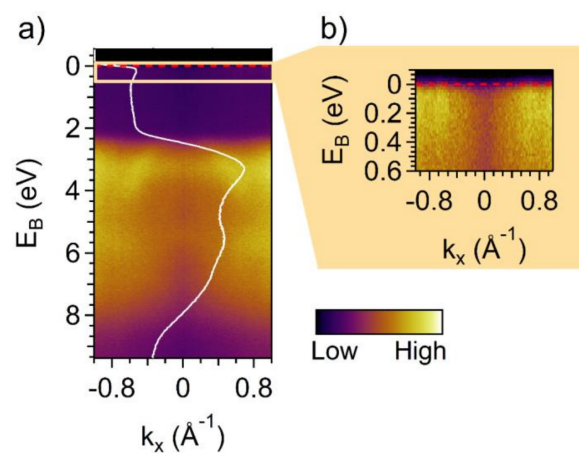 a)
b)
0
2
4
6
8
E_B (eV)
-0.8 0 0.8
k_x (Å⁻¹)
0
0.2
0.4
0.6
E_B (eV)
-0.8 0 0.8
k_x (Å⁻¹)
Low High